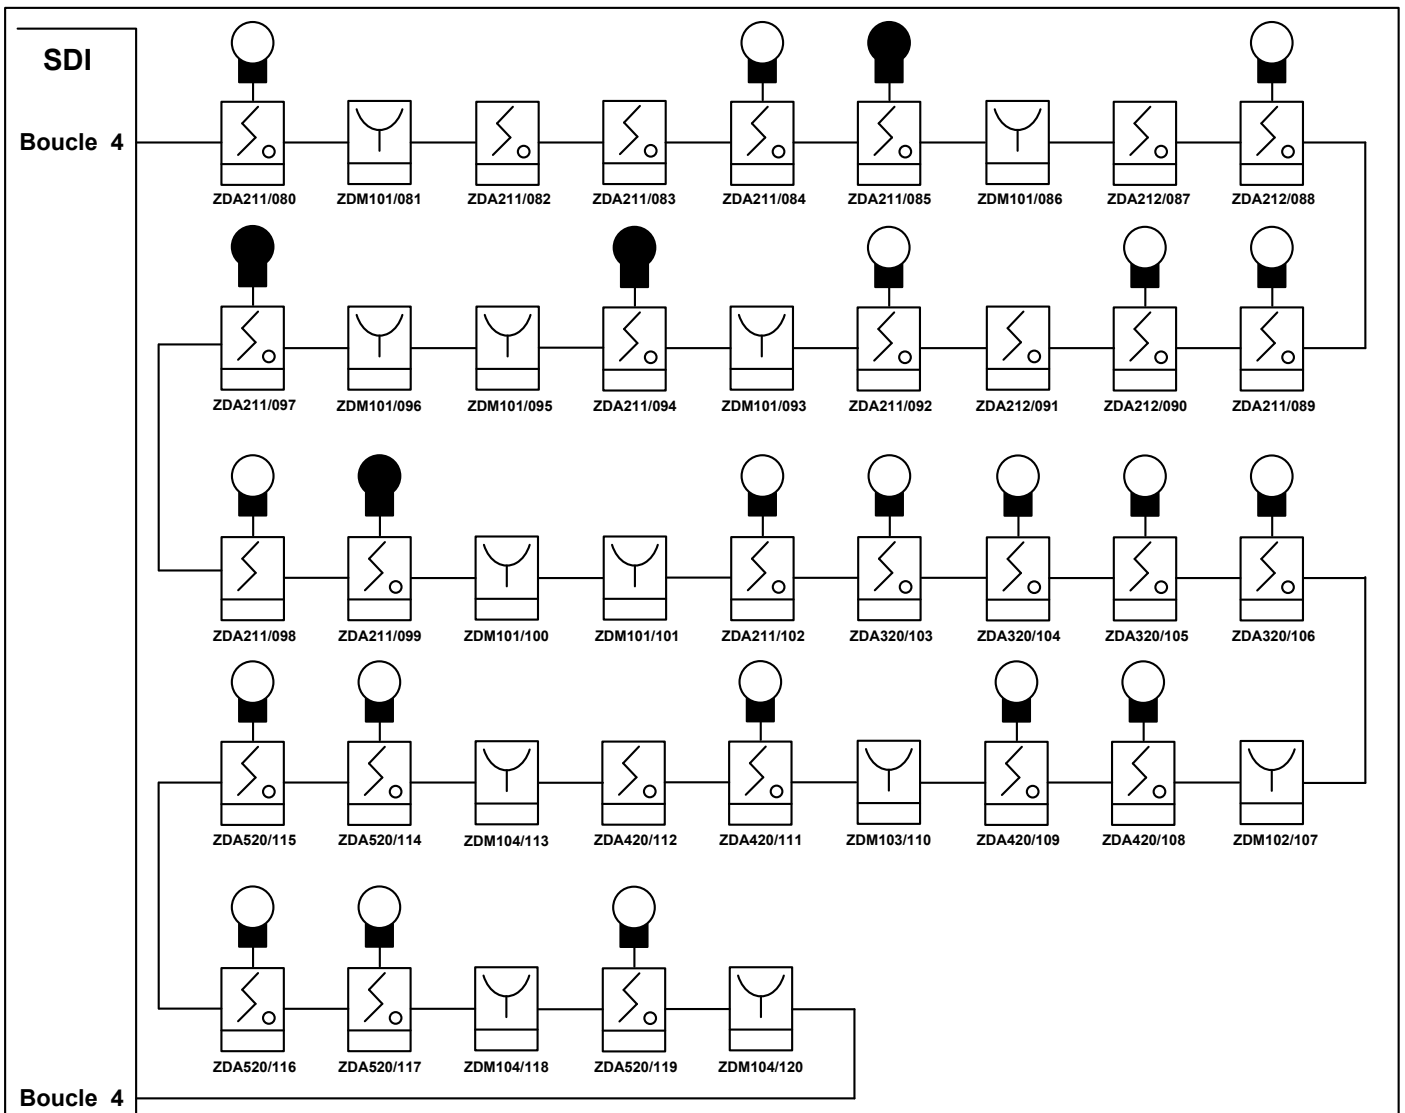 SDI
Boucle 4
ZDA211/080 ZDM101/081 ZDA211/082 ZDA211/083 ZDA211/084 ZDA211/085 ZDM101/086 ZDA212/087 ZDA212/088
ZDA211/097 ZDM101/096 ZDM101/095 ZDA211/094 ZDM101/093 ZDA211/092 ZDA212/091 ZDA212/090 ZDA211/089
ZDA211/098 ZDA211/099 ZDM101/100 ZDM101/101 ZDA211/102 ZDA320/103 ZDA320/104 ZDA320/105 ZDA320/106
ZDA520/115 ZDA520/114 ZDM104/113 ZDA420/112 ZDA420/111 ZDM103/110 ZDA420/109 ZDA420/108 ZDM102/107
ZDA520/116 ZDA520/117 ZDM104/118 ZDA520/119 ZDM104/120
Boucle 4